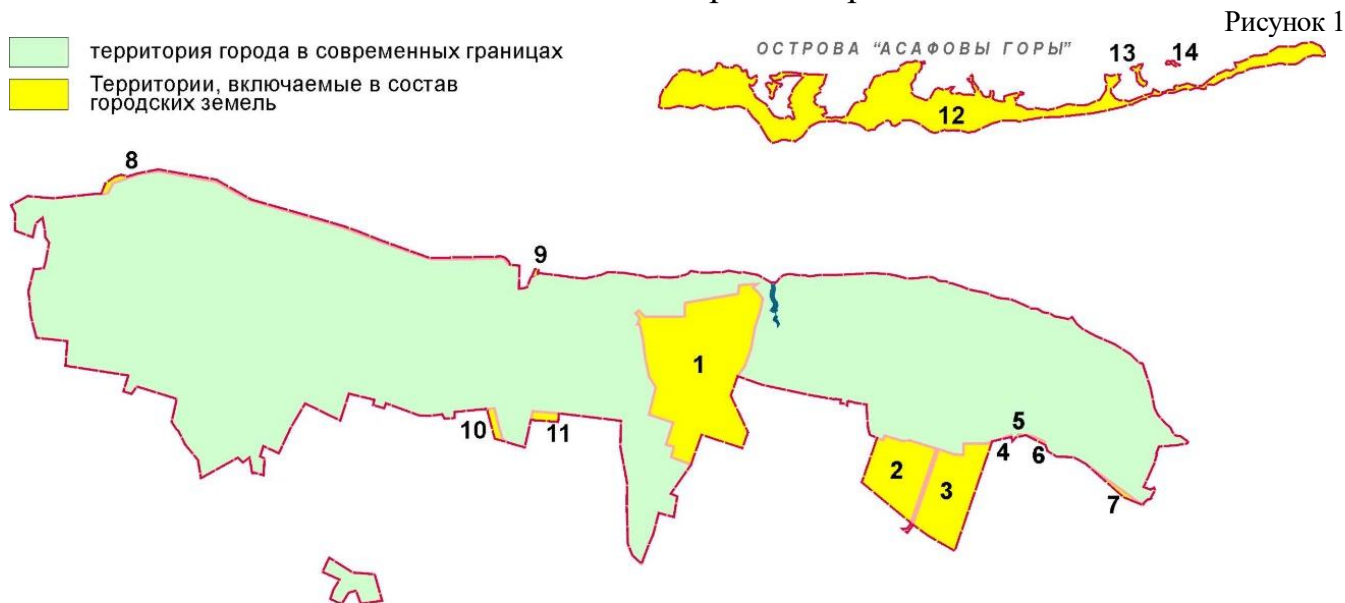 Рисунок 1
территория города в современных границах
Территории, включаемые в состав
городских земель
ОСТРОВА "АСАФОВЫ ГОРЫ"
13
14
12
8
9
1
10
11
5
4
6
2
3
7